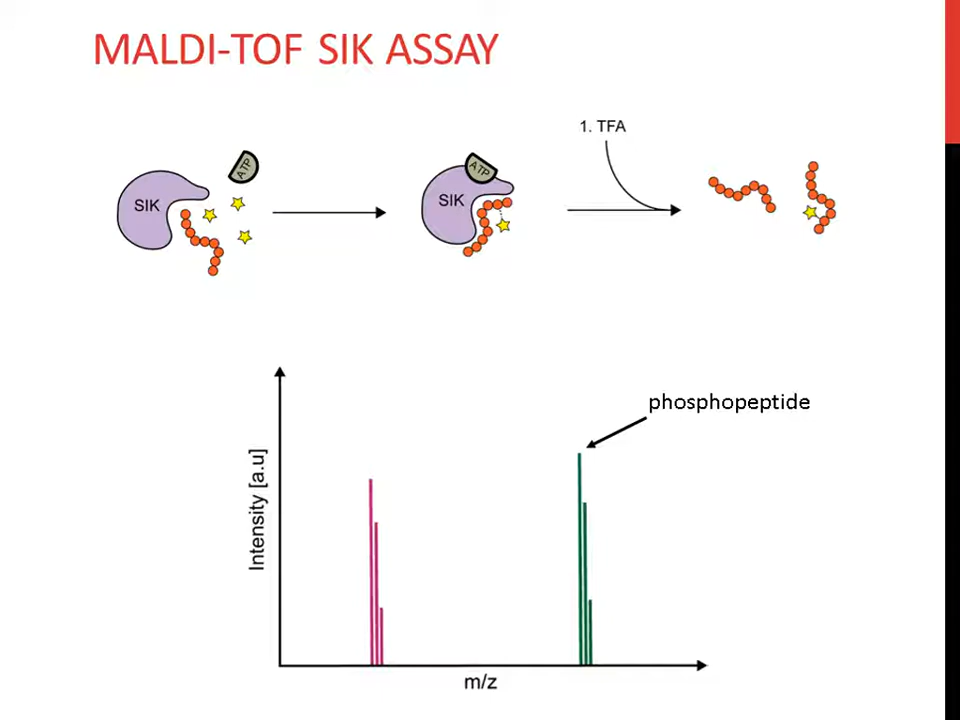 MALDI-TOF SIK ASSAY
1. TFA
ATP
SIK
ATP
SIK
phosphopeptide
Intensity [a.u]
m/z